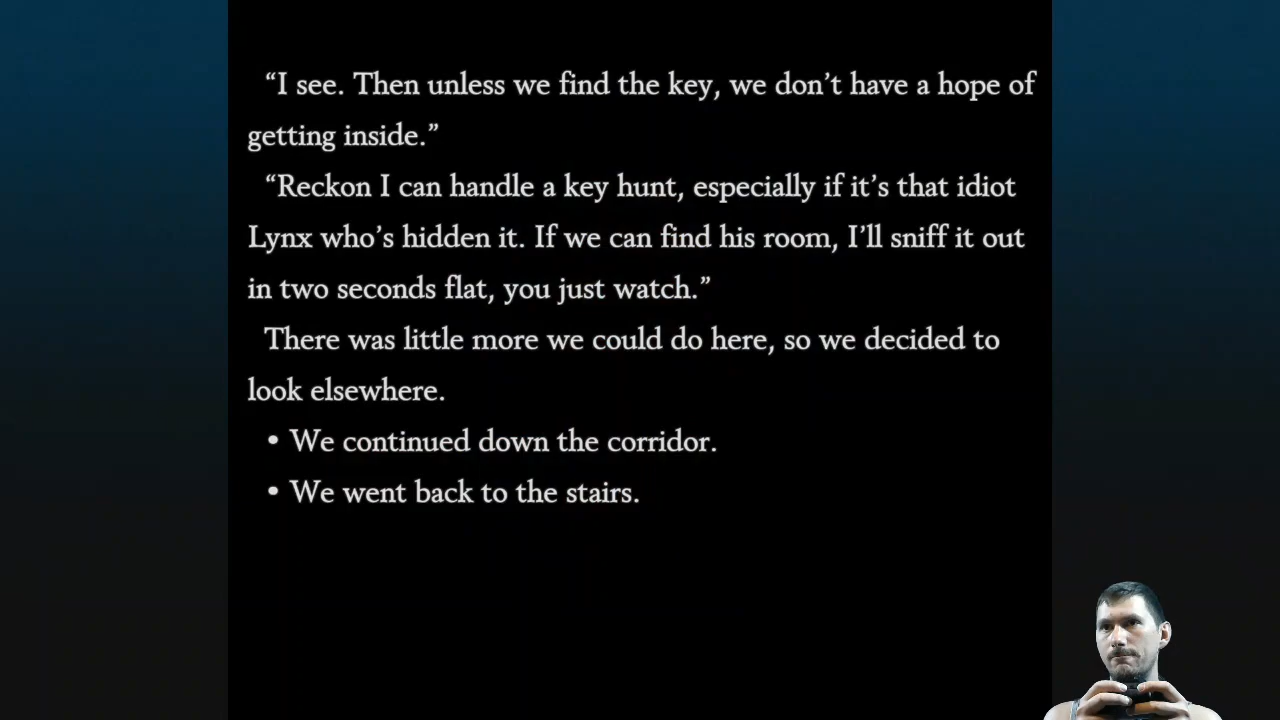 “I see. Then unless we find the key, we don’t have a hope of
getting inside.”
“Reckon I can handle a key hunt, especially if it’s that idiot
Lynx who’s hidden it. If we can find his room, I’ll sniff it out
in two seconds flat, you just watch.”
There was little more we could do here, so we decided to
look elsewhere.
• We continued down the corridor.
• We went back to the stairs.